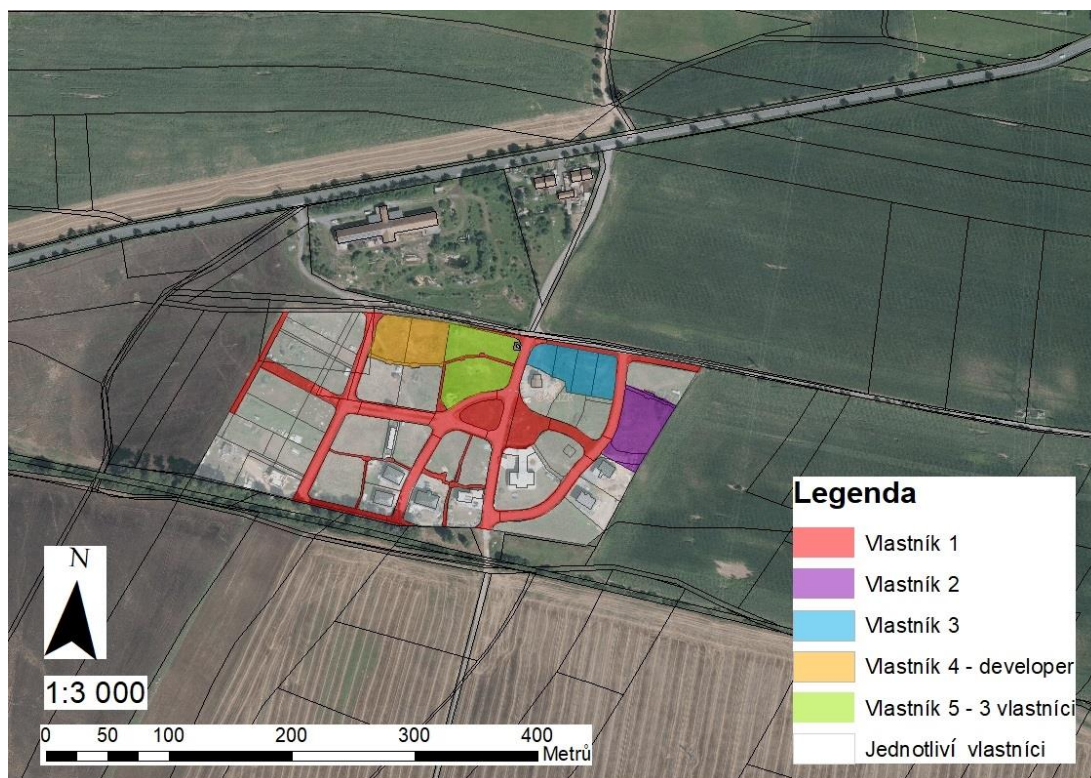 Legenda
Vlastník 1
Vlastník 2
Vlastník 3
Vlastník 4 - developer
Vlastník 5 - 3 vlastníci
Jednotliví vlastníci
N
1:3 000
0 50 100 200 300 400
Metrů